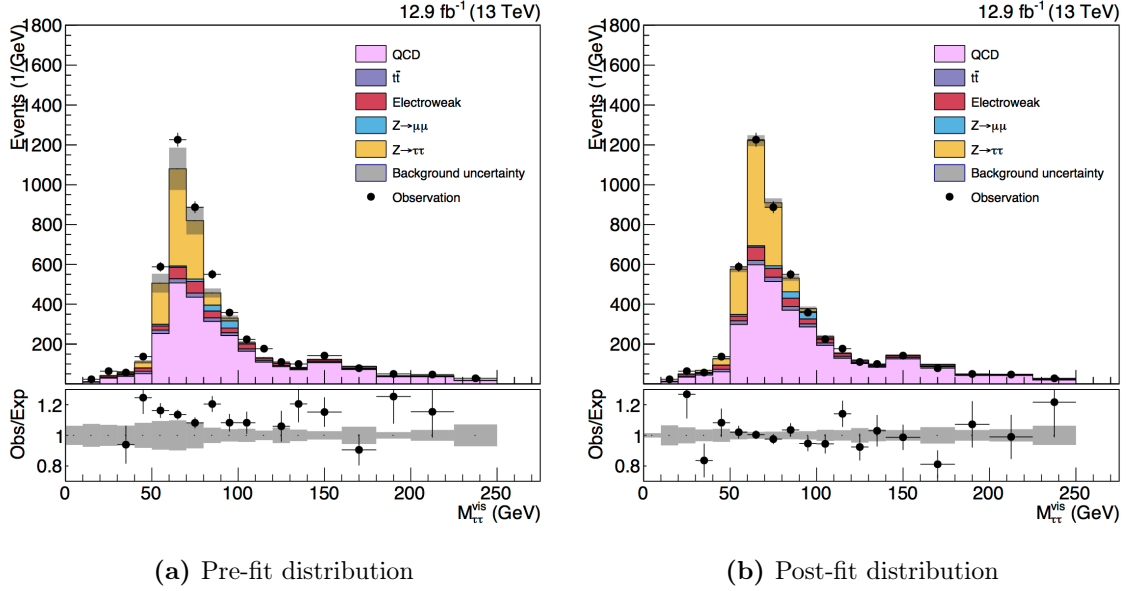 12.9 fb⁻¹ (13 TeV)
Events (1/GeV)
1800
1600
1400
1200
1000
800
600
400
200
QCD
tt̄
Electroweak
Z→μμ
Z→ττ
Background uncertainty
Observation
Obs/Exp
1.2
1
0.8
0 50 100 150 200 250
M^vis_ττ (GeV)
(a) Pre-fit distribution
12.9 fb⁻¹ (13 TeV)
Events (1/GeV)
1800
1600
1400
1200
1000
800
600
400
200
QCD
tt̄
Electroweak
Z→μμ
Z→ττ
Background uncertainty
Observation
Obs/Exp
1.2
1
0.8
0 50 100 150 200 250
M^vis_ττ (GeV)
(b) Post-fit distribution